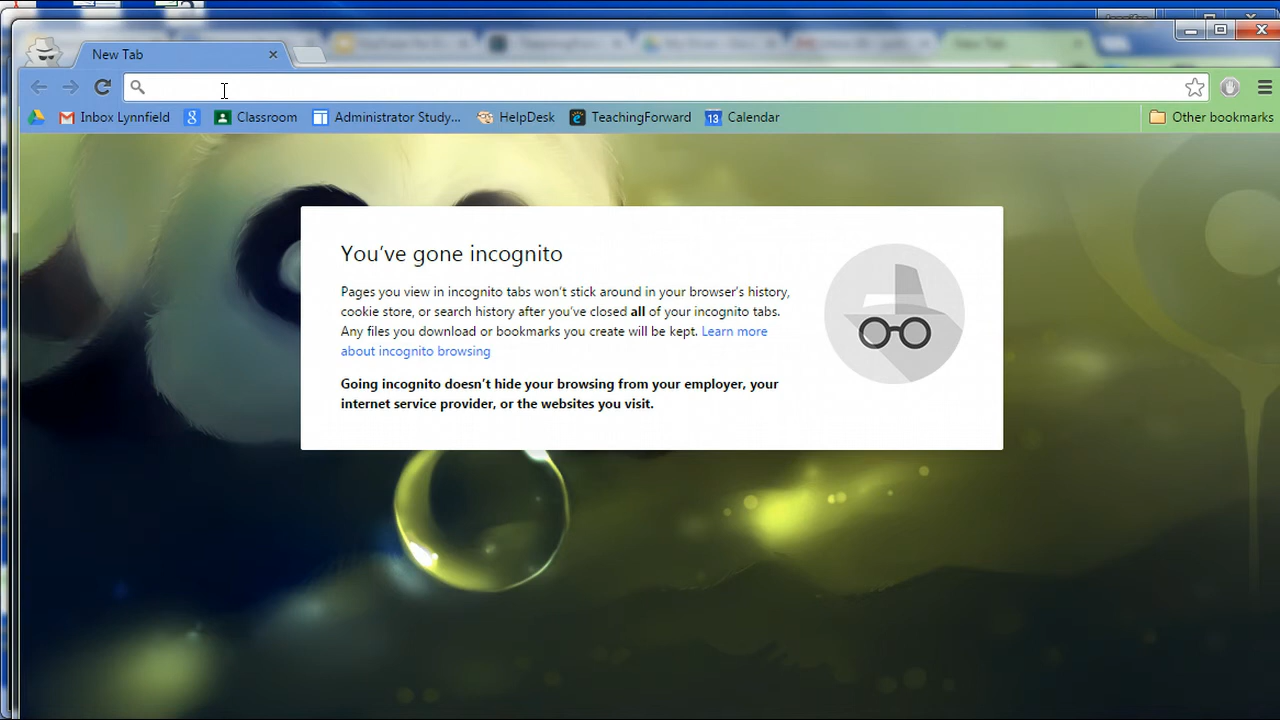 New Tab
Inbox Lynnfield
Classroom
Administrator Study...
HelpDesk
TeachingForward
13
Calendar
Other bookmarks
You've gone incognito
Pages you view in incognito tabs won't stick around in your browser's history,
cookie store, or search history after you've closed all of your incognito tabs.
Any files you download or bookmarks you create will be kept. Learn more
about incognito browsing
Going incognito doesn't hide your browsing from your employer, your
internet service provider, or the websites you visit.